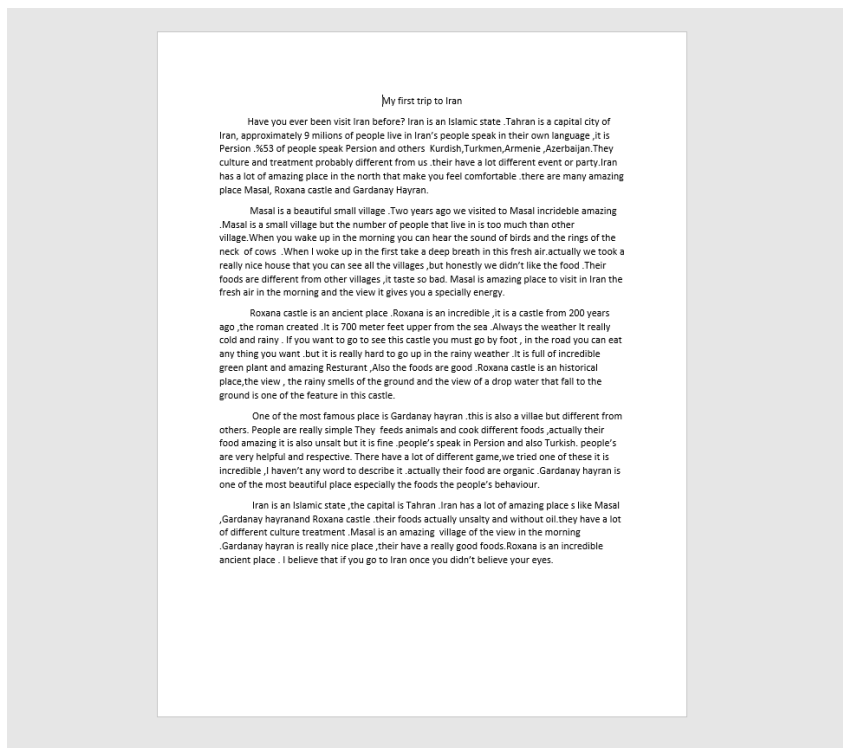 My first trip to Iran
Have you ever been visit Iran before? Iran is an Islamic state .Tahran is a capital city of
Iran, approximately 9 milions of people live in Iran's people speak in their own language ,it is
Persion .%53 of people speak Persion and others  Kurdish,Turkmen,Armenie ,Azerbaijan.They
culture and treatment probably different from us .their have a lot different event or party.Iran
has a lot of amazing place in the north that make you feel comfortable .there are many amazing
place Masal, Roxana castle and Gardanay Hayran.
Masal is a beautiful small village .Two years ago we visited to Masal incrideble amazing
.Masal is a small village but the number of people that live in is too much than other
village.When you wake up in the morning you can hear the sound of birds and the rings of the
neck  of cows  .When I woke up in the first take a deep breath in this fresh air.actually we took a
really nice house that you can see all the villages ,but honestly we didn't like the food .Their
foods are different from other villages ,it taste so bad. Masal is amazing place to visit in Iran the
fresh air in the morning and the view it gives you a specially energy.
Roxana castle is an ancient place .Roxana is an incredible ,it is a castle from 200 years
ago ,the roman created .It is 700 meter feet upper from the sea .Always the weather It really
cold and rainy . If you want to go to see this castle you must go by foot , in the road you can eat
any thing you want .but it is really hard to go up in the rainy weather .It is full of incredible
green plant and amazing Resturant ,Also the foods are good .Roxana castle is an historical
place,the view , the rainy smells of the ground and the view of a drop water that fall to the
ground is one of the feature in this castle.
One of the most famous place is Gardanay hayran .this is also a villae but different from
others. People are really simple They  feeds animals and cook different foods ,actually their
food amazing it is also unsalt but it is fine .people's speak in Persion and also Turkish. people's
are very helpful and respective. There have a lot of different game,we tried one of these it is
incredible ,I haven't any word to describe it .actually their food are organic .Gardanay hayran is
one of the most beautiful place especially the foods the people's behaviour.
Iran is an Islamic state ,the capital is Tahran .Iran has a lot of amazing place s like Masal
,Gardanay hayranand Roxana castle .their foods actually unsalty and without oil.they have a lot
of different culture treatment .Masal is an amazing  village of the view in the morning
.Gardanay hayran is really nice place ,their have a really good foods.Roxana is an incredible
ancient place . I believe that if you go to Iran once you didn't believe your eyes.